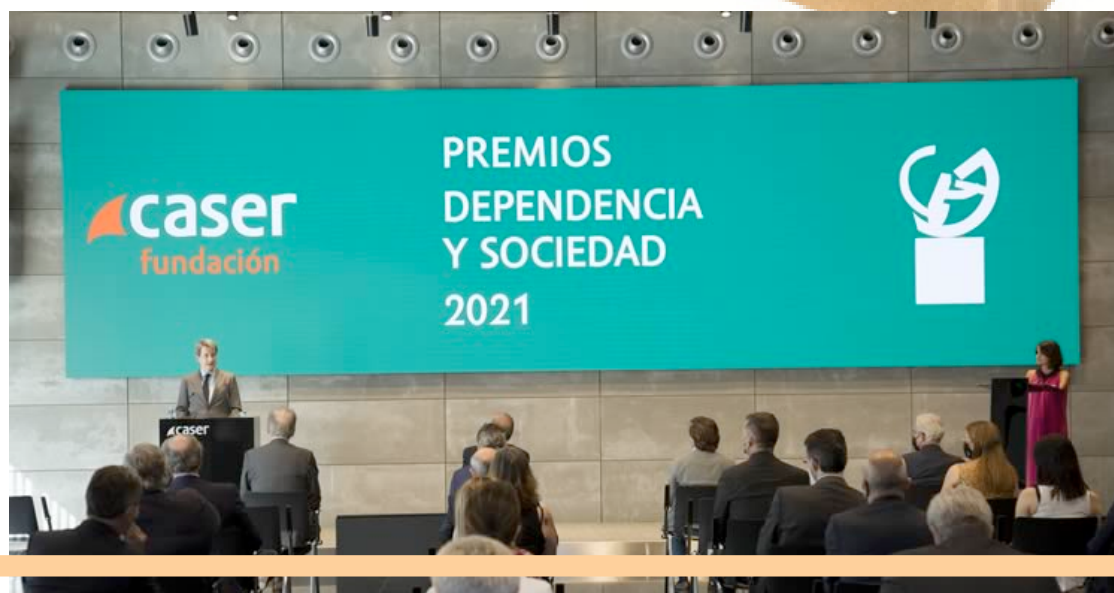 caser
fundación
PREMIOS
DEPENDENCIA
Y SOCIEDAD
2021
caser